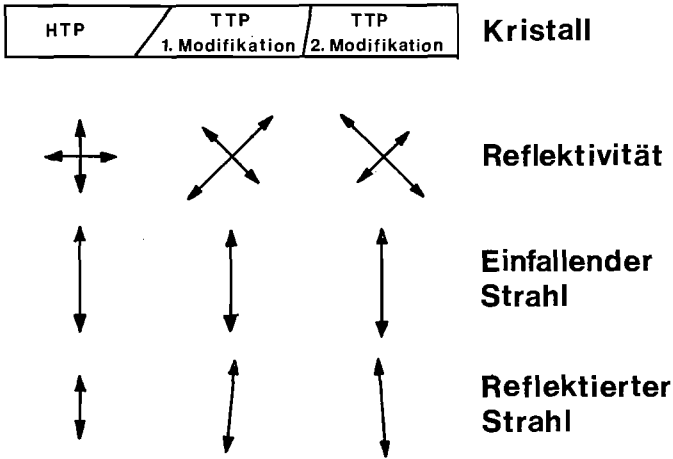 HTP
TTP
1. Modifikation
TTP
2. Modifikation
Kristall
Reflektivität
Einfallender
Strahl
Reflektierter
Strahl